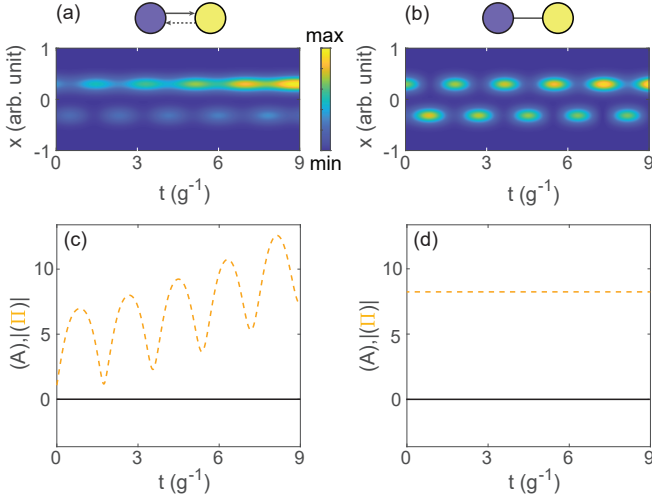 (a)
(b)
x (arb. unit)
1
0
-1
0
3
6
9
t (g⁻¹)
max
min
x (arb. unit)
1
0
-1
0
3
6
9
t (g⁻¹)
(c)
⟨A⟩,|⟨Π⟩|
10
5
0
0
3
6
9
t (g⁻¹)
(d)
⟨A⟩,|⟨Π⟩|
10
5
0
0
3
6
9
t (g⁻¹)